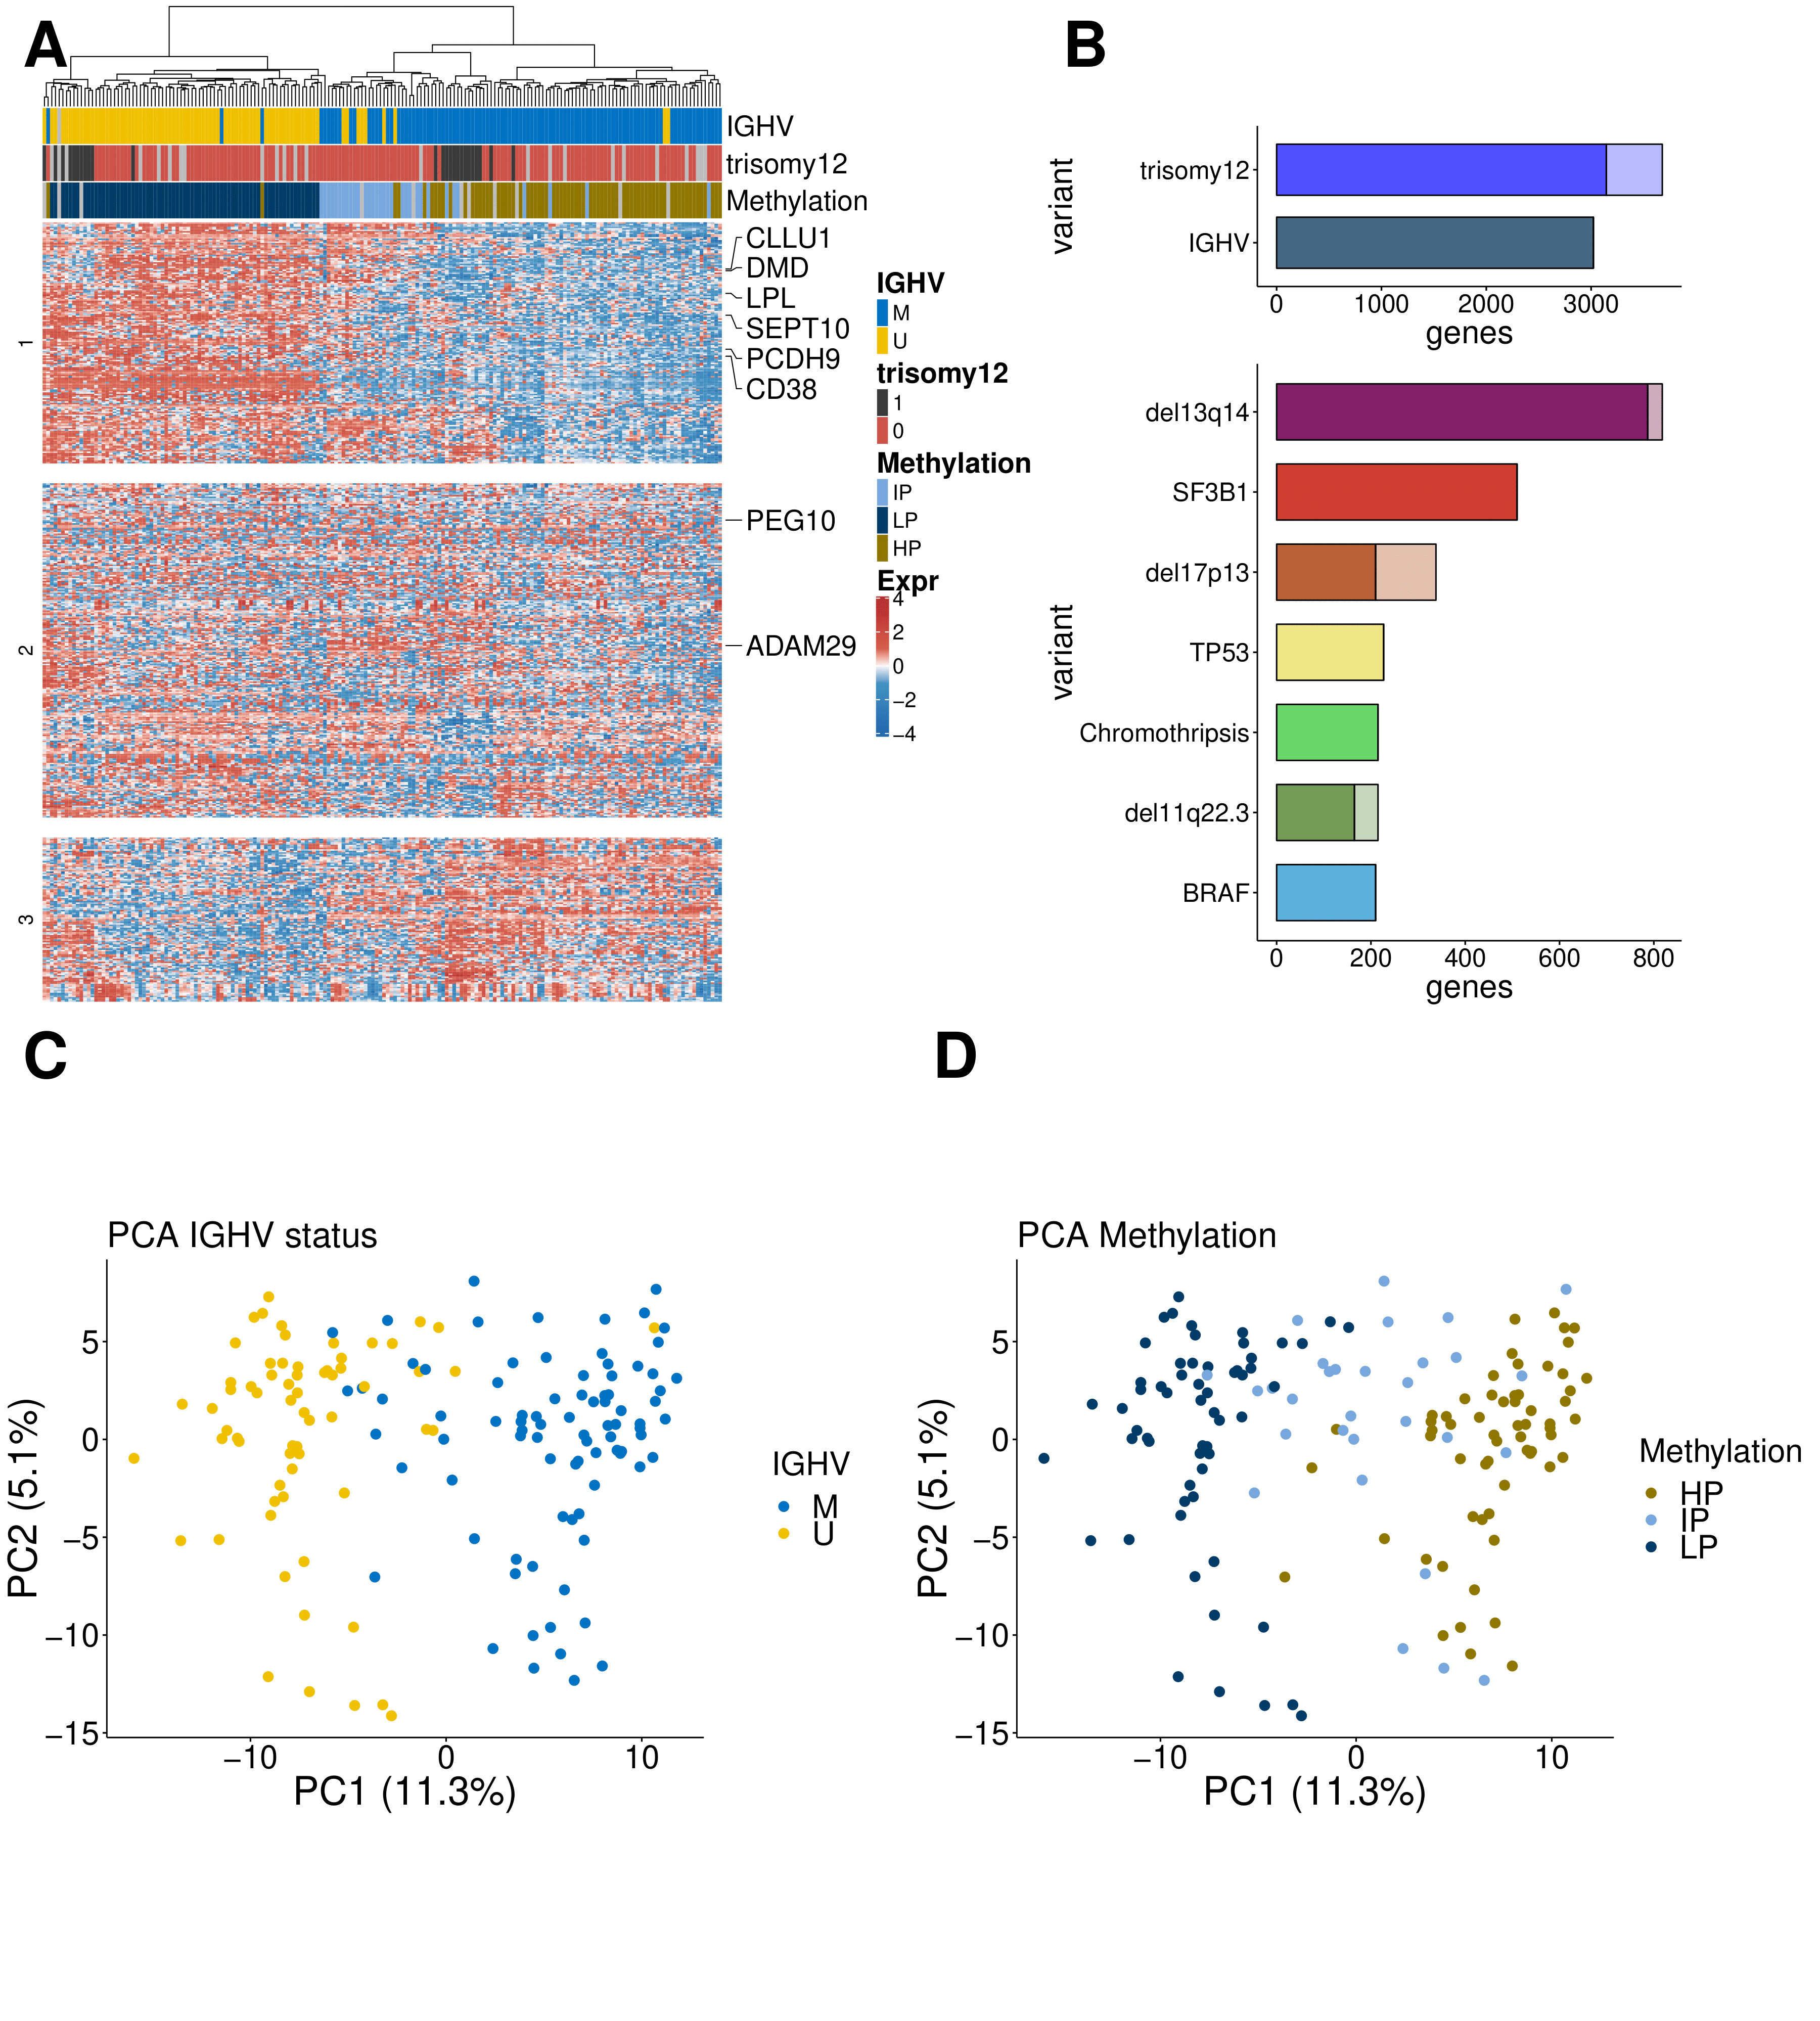 A
IGHV
trisomy12
Methylation
CLLU1
DMD
LPL
SEPT10
PCDH9
CD38
1
PEG10
ADAM29
2
3
IGHV
M
U
trisomy12
1
0
Methylation
IP
LP
HP
Expr
4
2
0
−2
−4
B
variant
trisomy12
IGHV
0 1000 2000 3000
genes
variant
del13q14
SF3B1
del17p13
TP53
Chromothripsis
del11q22.3
BRAF
0 200 400 600 800
genes
C
PCA IGHV status
PC2 (5.1%)
5
0
−5
−10
−15
−10 0 10
PC1 (11.3%)
IGHV
M
U
D
PCA Methylation
PC2 (5.1%)
5
0
−5
−10
−15
−10 0 10
PC1 (11.3%)
Methylation
HP
IP
LP